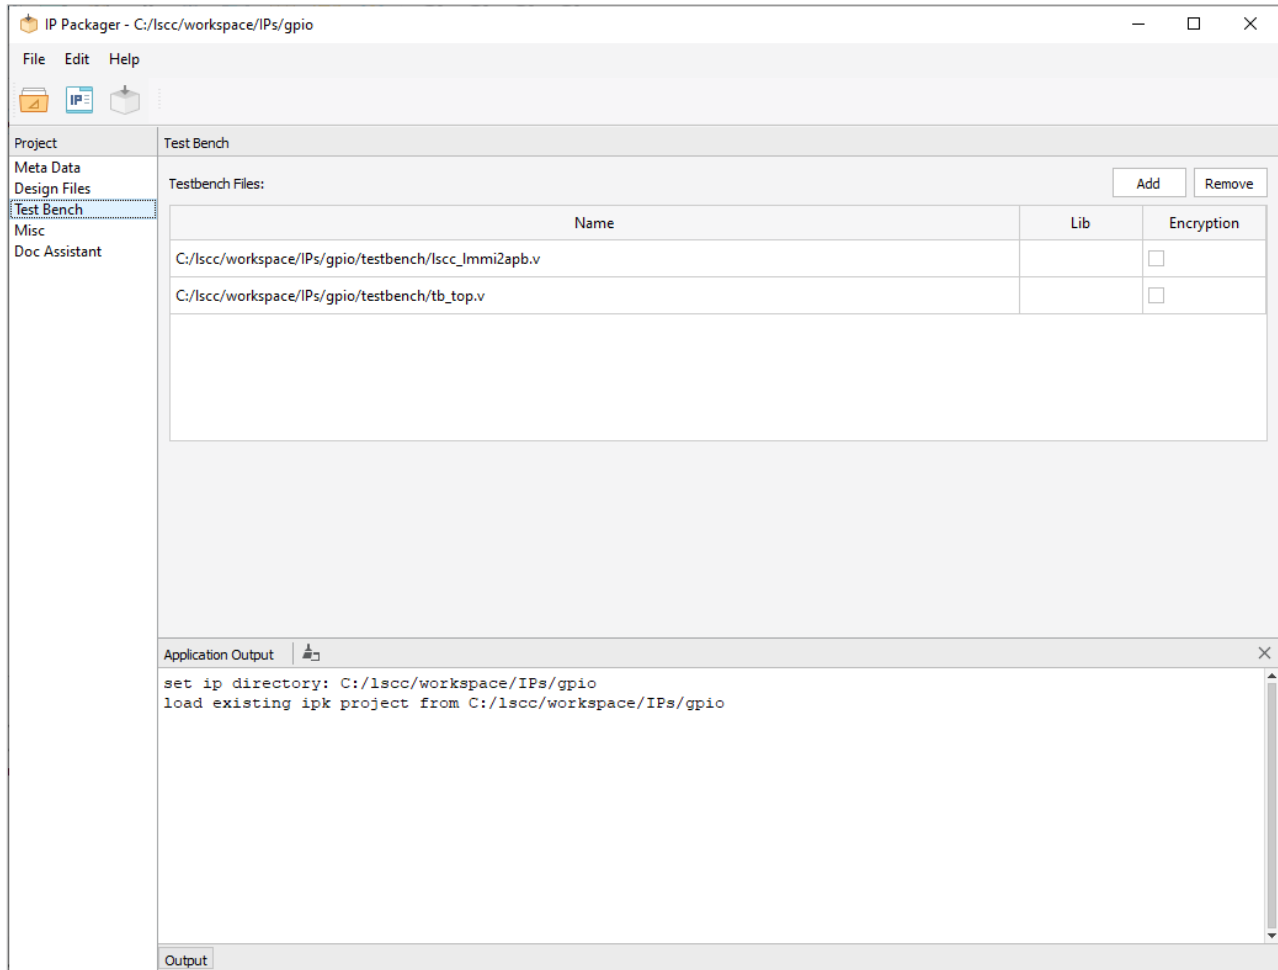 IP Packager - C:/lscc/workspace/IPs/gpio
File Edit Help
IP
Project
Meta Data
Design Files
Test Bench
Misc
Doc Assistant
Test Bench
Testbench Files:
Add Remove
Name Lib Encryption
C:/lscc/workspace/IPs/gpio/testbench/lscc_lmmi2apb.v
C:/lscc/workspace/IPs/gpio/testbench/tb_top.v
Application Output
set ip directory: C:/lscc/workspace/IPs/gpio
load existing ipk project from C:/lscc/workspace/IPs/gpio
Output